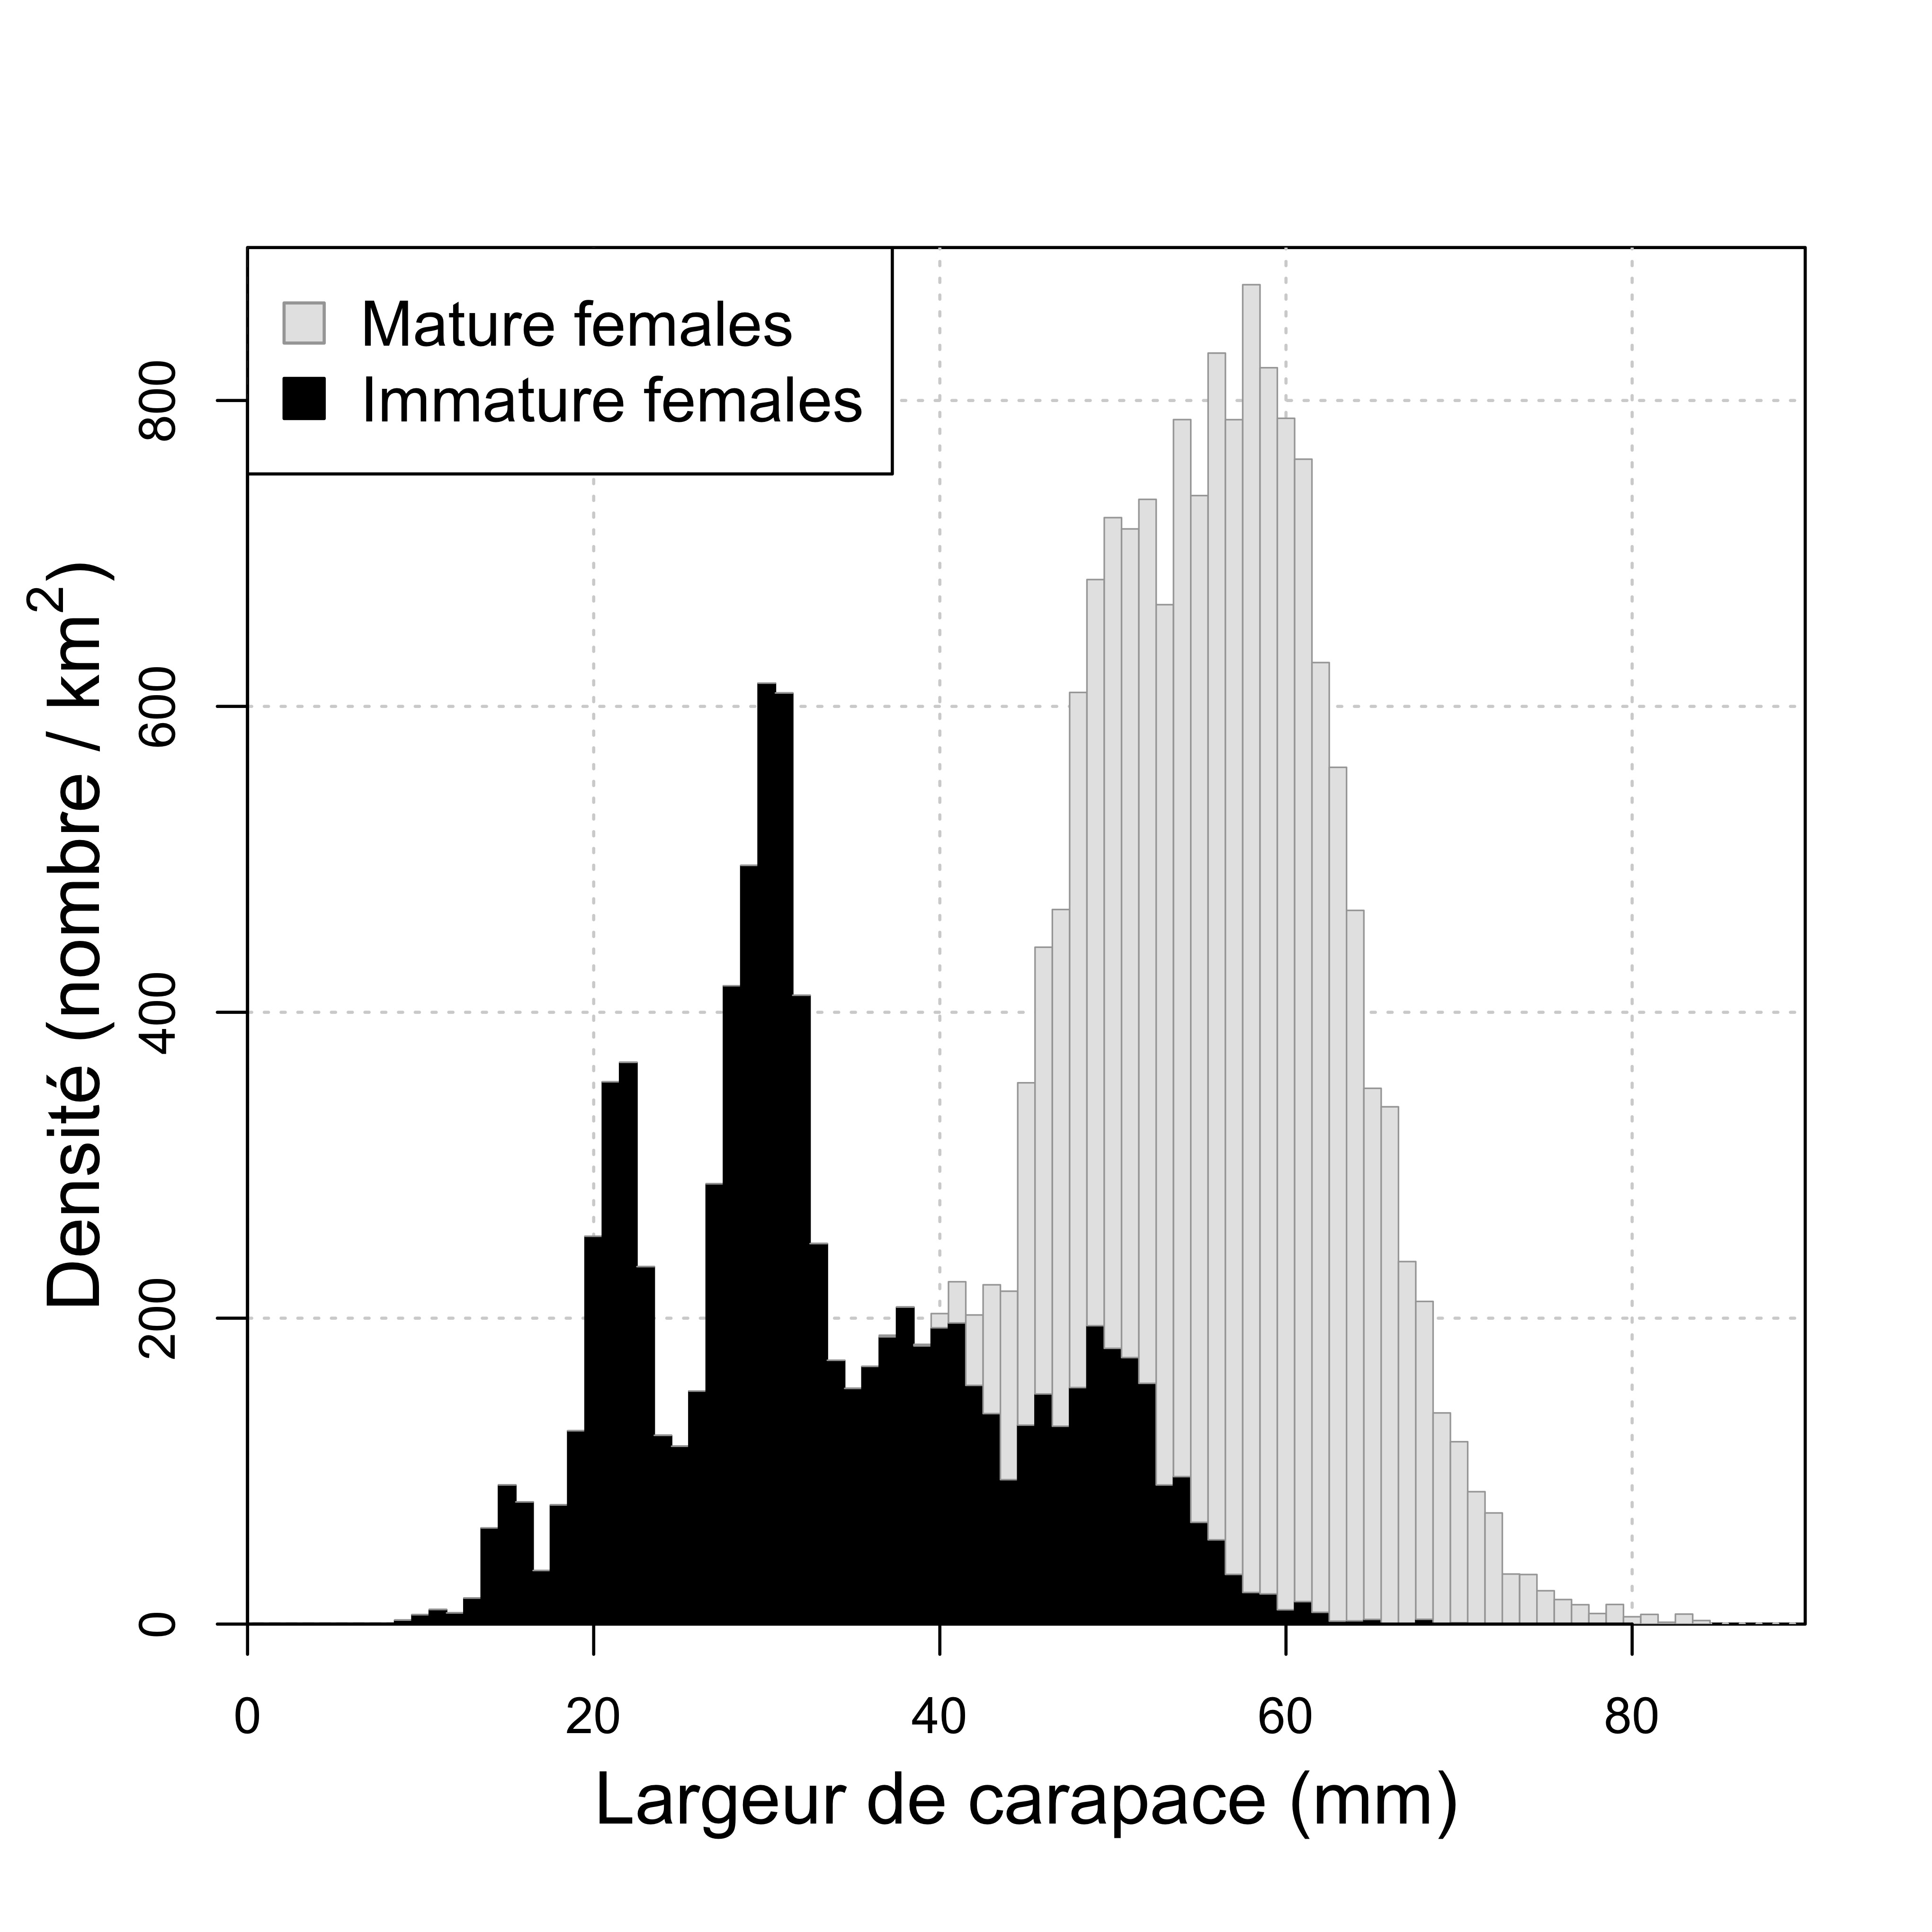 Mature females
Immature females
Densité (nombre / km²)
800
600
400
200
0
0 20 40 60 80
Largeur de carapace (mm)